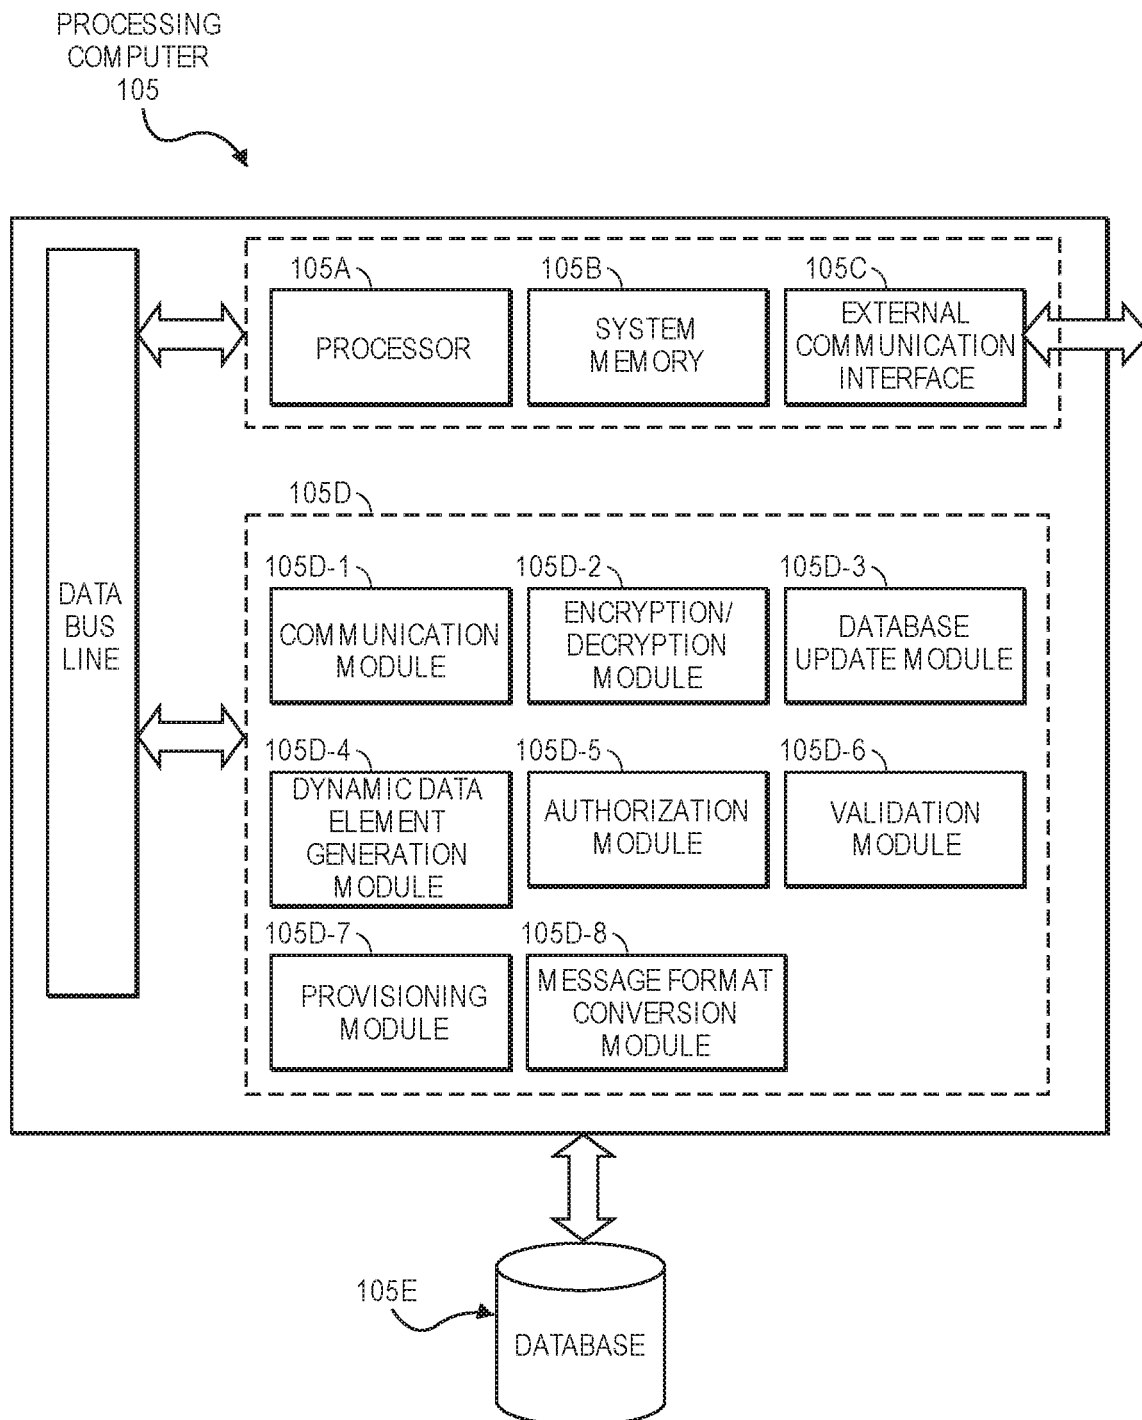 PROCESSING
COMPUTER
105
105A
105B
105C
PROCESSOR
SYSTEM
MEMORY
EXTERNAL
COMMUNICATION
INTERFACE
DATA
BUS
LINE
105D
105D-1
105D-2
105D-3
COMMUNICATION
MODULE
ENCRYPTION/
DECRYPTION
MODULE
DATABASE
UPDATE MODULE
105D-4
105D-5
105D-6
DYNAMIC DATA
ELEMENT
GENERATION
MODULE
AUTHORIZATION
MODULE
VALIDATION
MODULE
105D-7
105D-8
PROVISIONING
MODULE
MESSAGE FORMAT
CONVERSION
MODULE
105E
DATABASE